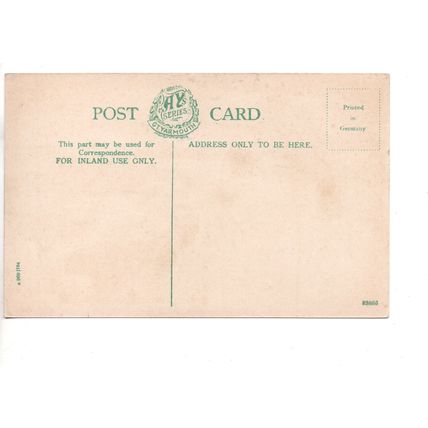 POST CARD
AY
SERIES
GT YARMOUTH
Printed
in
Germany
This part may be used for
Correspondence.
FOR INLAND USE ONLY.
ADDRESS ONLY TO BE HERE.